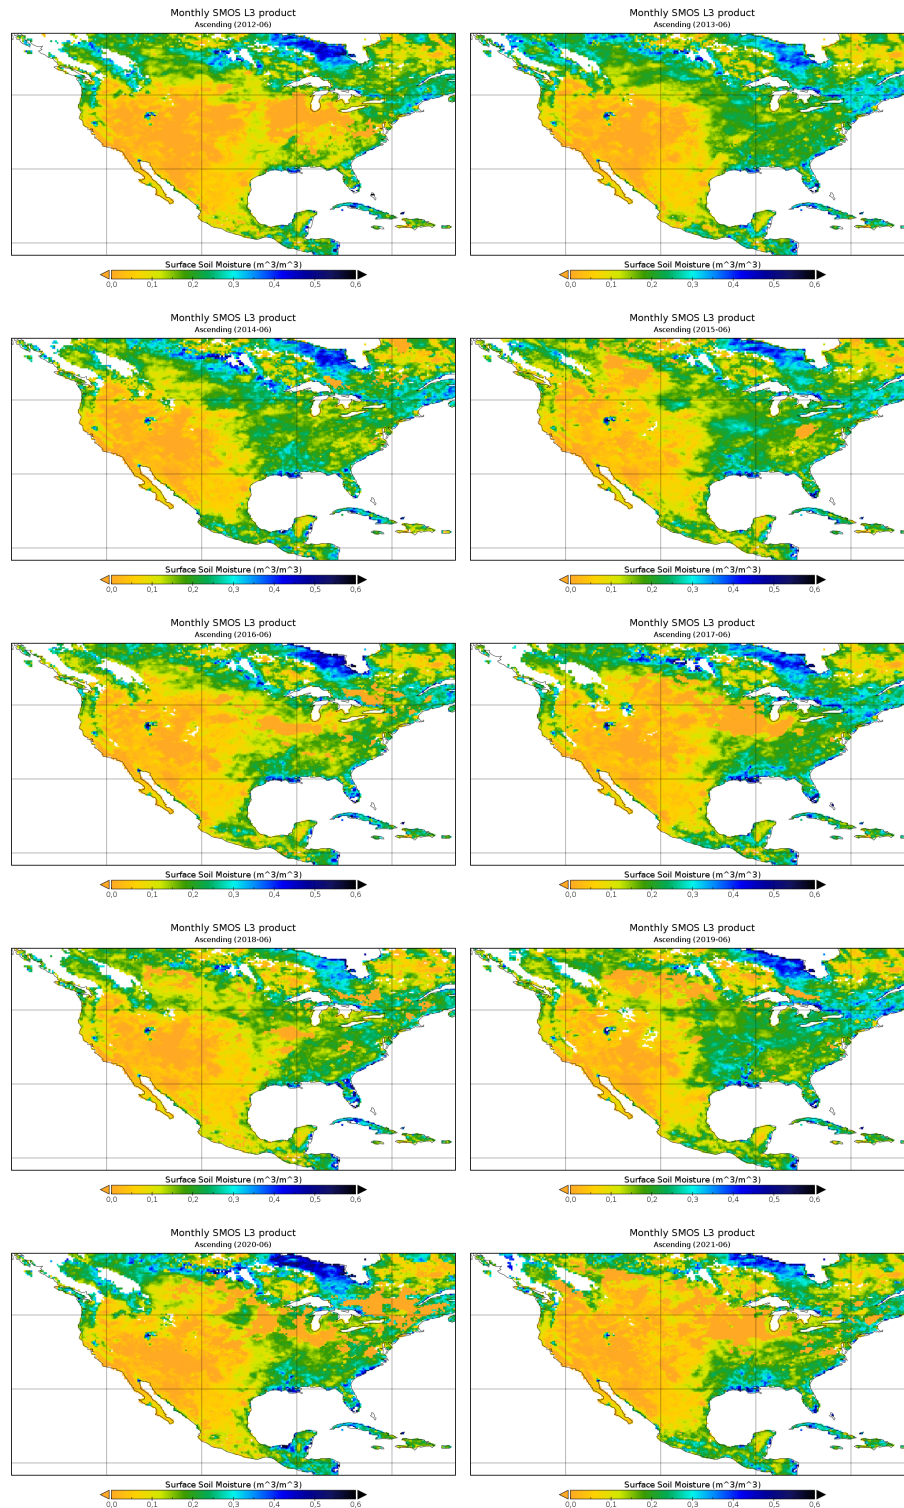 Monthly SMOS L3 product
Ascending (2012-06)
Surface Soil Moisture (m^3/m^3)
0,0 0,1 0,2 0,3 0,4 0,5 0,6
Monthly SMOS L3 product
Ascending (2013-06)
Surface Soil Moisture (m^3/m^3)
0,0 0,1 0,2 0,3 0,4 0,5 0,6
Monthly SMOS L3 product
Ascending (2014-06)
Surface Soil Moisture (m^3/m^3)
0,0 0,1 0,2 0,3 0,4 0,5 0,6
Monthly SMOS L3 product
Ascending (2015-06)
Surface Soil Moisture (m^3/m^3)
0,0 0,1 0,2 0,3 0,4 0,5 0,6
Monthly SMOS L3 product
Ascending (2016-06)
Surface Soil Moisture (m^3/m^3)
0,0 0,1 0,2 0,3 0,4 0,5 0,6
Monthly SMOS L3 product
Ascending (2017-06)
Surface Soil Moisture (m^3/m^3)
0,0 0,1 0,2 0,3 0,4 0,5 0,6
Monthly SMOS L3 product
Ascending (2018-06)
Surface Soil Moisture (m^3/m^3)
0,0 0,1 0,2 0,3 0,4 0,5 0,6
Monthly SMOS L3 product
Ascending (2019-06)
Surface Soil Moisture (m^3/m^3)
0,0 0,1 0,2 0,3 0,4 0,5 0,6
Monthly SMOS L3 product
Ascending (2020-06)
Surface Soil Moisture (m^3/m^3)
0,0 0,1 0,2 0,3 0,4 0,5 0,6
Monthly SMOS L3 product
Ascending (2021-06)
Surface Soil Moisture (m^3/m^3)
0,0 0,1 0,2 0,3 0,4 0,5 0,6